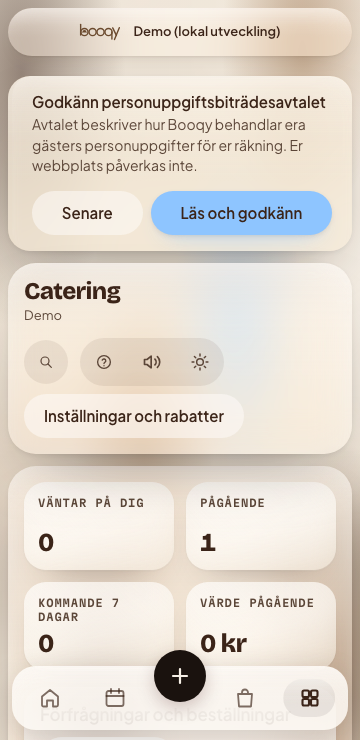 booqy Demo (lokal utveckling)
Godkänn personuppgiftsbiträdesavtalet
Avtalet beskriver hur Booqy behandlar era
gästers personuppgifter för er räkning. Er
webbplats påverkas inte.
Senare Läs och godkänn
Catering
Demo
Inställningar och rabatter
VÄNTAR PÅ DIG PÅGÅENDE
0 1
KOMMANDE 7
DAGAR
VÄRDE PÅGÅENDE
0 0 kr
Förfrågningar och beställningar